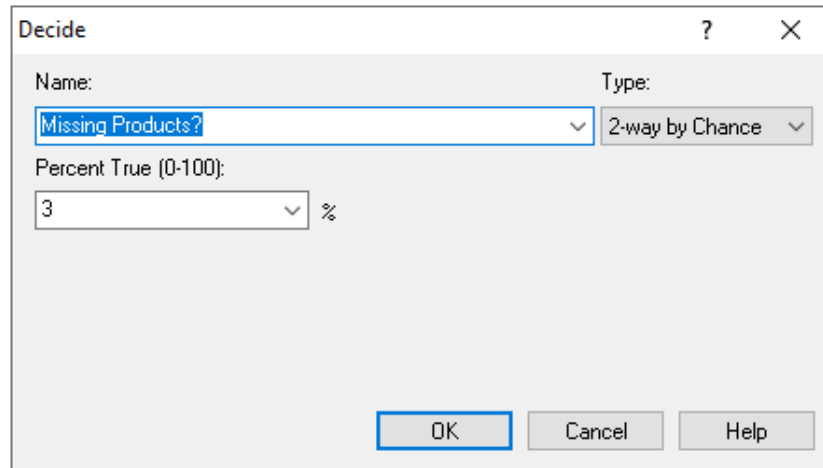 Decide ?
Name: Type:
Missing Products? 2-way by Chance
Percent True (0-100):
3 %
OK Cancel Help